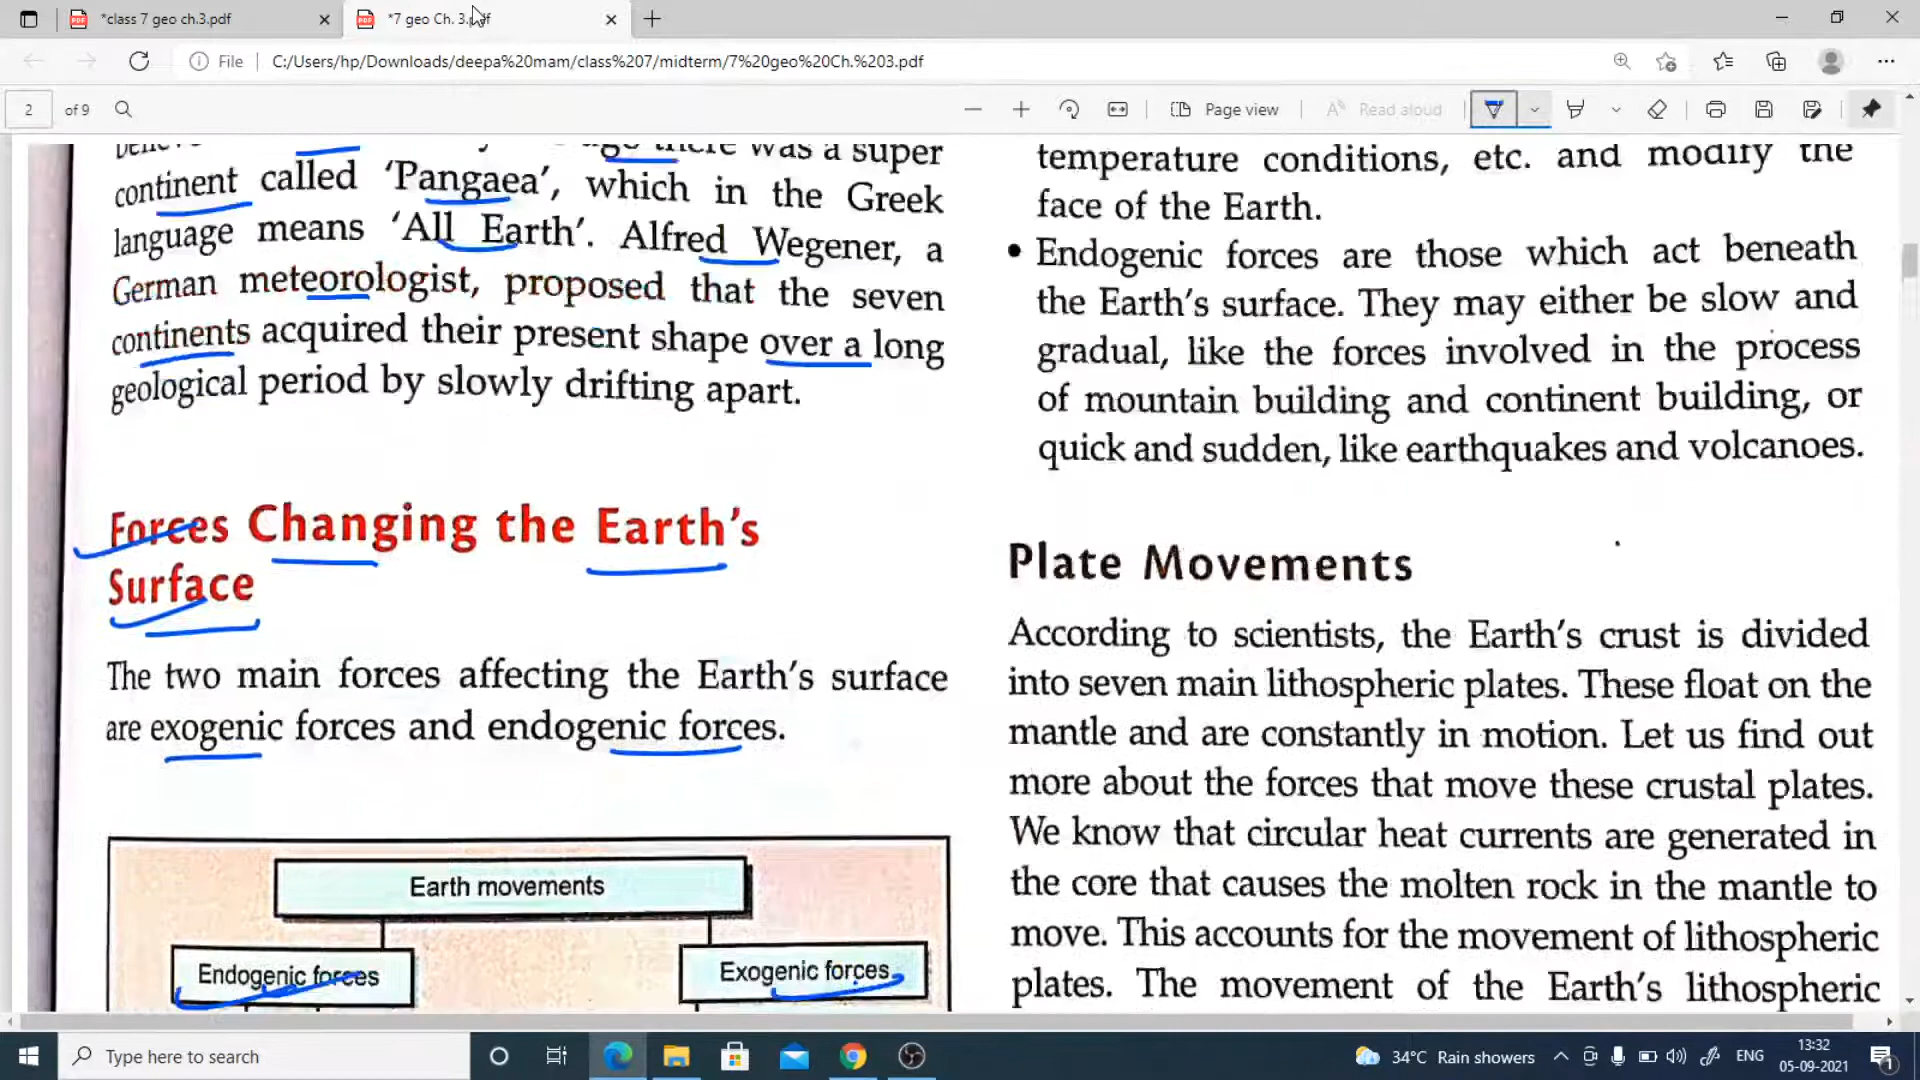 *class 7 geo ch.3.pdf
*7 geo Ch. 3.pdf
File
C:/Users/hp/Downloads/deepa%20mam/class%207/midterm/7%20geo%20Ch.%203.pdf
2 of 9
Page view
Read aloud
there was a super
continent called ‘Pangaea’, which in the Greek
language means ‘All Earth’. Alfred Wegener, a
German meteorologist, proposed that the seven
continents acquired their present shape over a long
geological period by slowly drifting apart.
Forces Changing the Earth’s
Surface
The two main forces affecting the Earth’s surface
are exogenic forces and endogenic forces.
Earth movements
Endogenic forces
Exogenic forces
temperature conditions, etc. and modify the
face of the Earth.
• Endogenic forces are those which act beneath
the Earth’s surface. They may either be slow and
gradual, like the forces involved in the process
of mountain building and continent building, or
quick and sudden, like earthquakes and volcanoes.
Plate Movements
According to scientists, the Earth’s crust is divided
into seven main lithospheric plates. These float on the
mantle and are constantly in motion. Let us find out
more about the forces that move these crustal plates.
We know that circular heat currents are generated in
the core that causes the molten rock in the mantle to
move. This accounts for the movement of lithospheric
plates. The movement of the Earth’s lithospheric
Type here to search
34°C Rain showers
ENG
13:32
05-09-2021
1